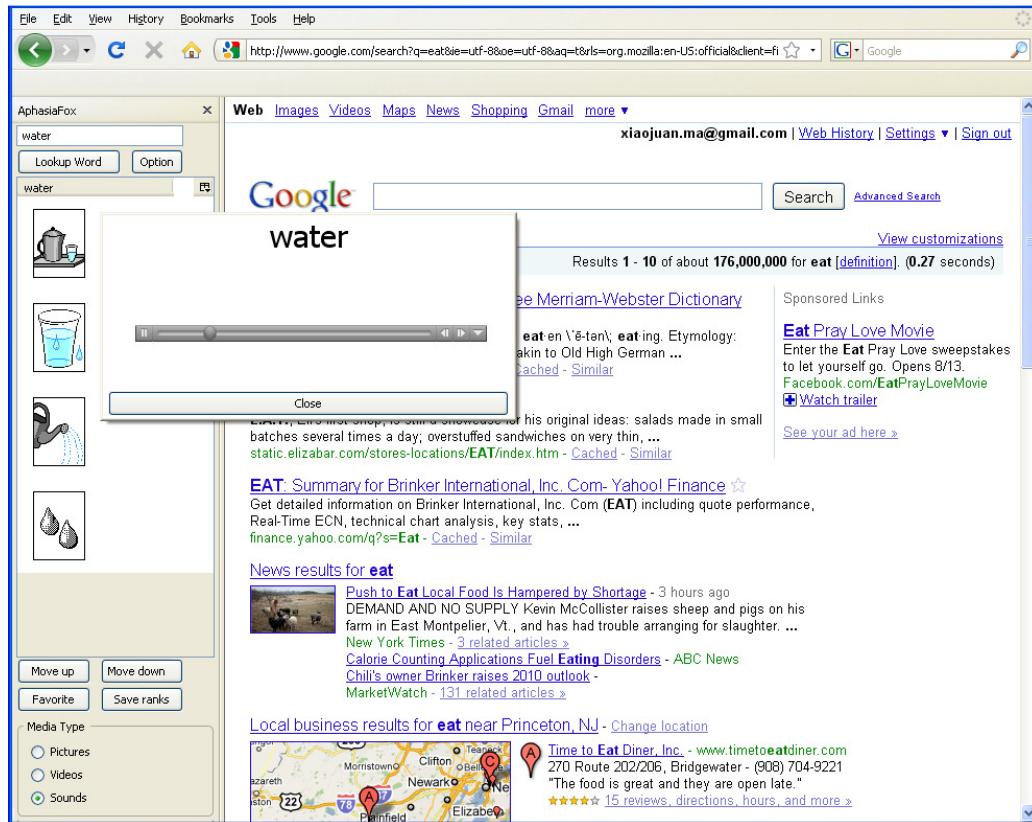 File Edit View History Bookmarks Tools Help
http://www.google.com/search?q=eat&ie=utf-8&oe=utf-8&aq=t&rls=org.mozilla:en-US:official&client=fi
Google
AphasiaFox
water
Lookup Word Option
water
Move up Move down
Favorite Save ranks
Media Type
Pictures
Videos
Sounds
water
Close
Web Images Videos Maps News Shopping Gmail more ▼
xiaojuan.ma@gmail.com | Web History | Settings ▼ | Sign out
Google Search Advanced Search
View customizations
Results 1 - 10 of about 176,000,000 for eat [definition]. (0.27 seconds)
Merriam-Webster Dictionary
eat·en \'ē-tən\; eat·ing. Etymology:
akin to Old High German ...
Cached - Similar
his original ideas: salads made in small
batches several times a day; overstuffed sandwiches on very thin, ...
static.elizabar.com/stores-locations/EAT/index.htm - Cached - Similar
EAT: Summary for Brinker International, Inc. Com- Yahoo! Finance
Get detailed information on Brinker International, Inc. Com (EAT) including quote performance,
Real-Time ECN, technical chart analysis, key stats, ...
finance.yahoo.com/q?s=Eat - Cached - Similar
News results for eat
Push to Eat Local Food Is Hampered by Shortage - 3 hours ago
DEMAND AND NO SUPPLY Kevin McCollister raises sheep and pigs on his
farm in East Montpelier, Vt., and has had trouble arranging for slaughter. ...
New York Times - 3 related articles »
Calorie Counting Applications Fuel Eating Disorders - ABC News
Chili's owner Brinker raises 2010 outlook -
MarketWatch - 131 related articles »
Local business results for eat near Princeton, NJ - Change location
Morristown
Clifton
Newark
22
78
Plainfield
A
C
A
Time to Eat Diner, Inc. - www.timetoeatdiner.com
270 Route 202/206, Bridgewater - (908) 704-9221
"The food is great and they are open late."
15 reviews, directions, hours, and more »
Sponsored Links
Eat Pray Love Movie
Enter the Eat Pray Love sweepstakes
to let yourself go. Opens 8/13.
Facebook.com/EatPrayLoveMovie
Watch trailer
See your ad here »